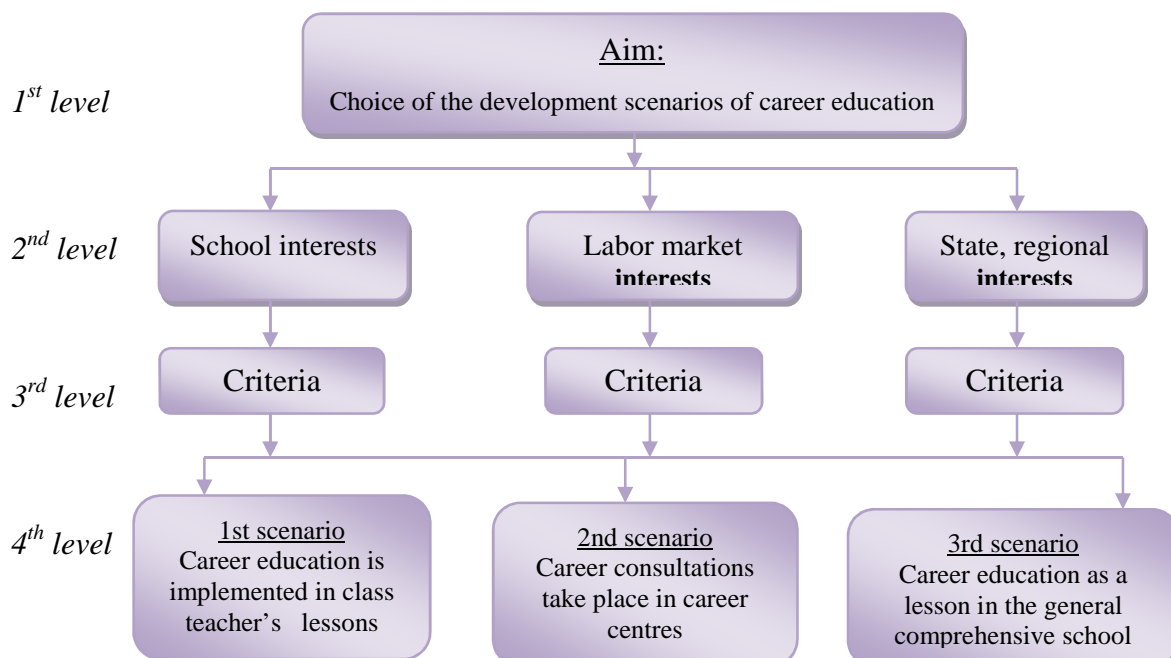 Aim:
1st level
Choice of the development scenarios of career education
2nd level
School interests
Labor market
interests
State, regional
interests
3rd level
Criteria
Criteria
Criteria
4th level
1st scenario
Career education is
implemented in class
teacher's lessons
2nd scenario
Career consultations
take place in career
centres
3rd scenario
Career education as a
lesson in the general
comprehensive school